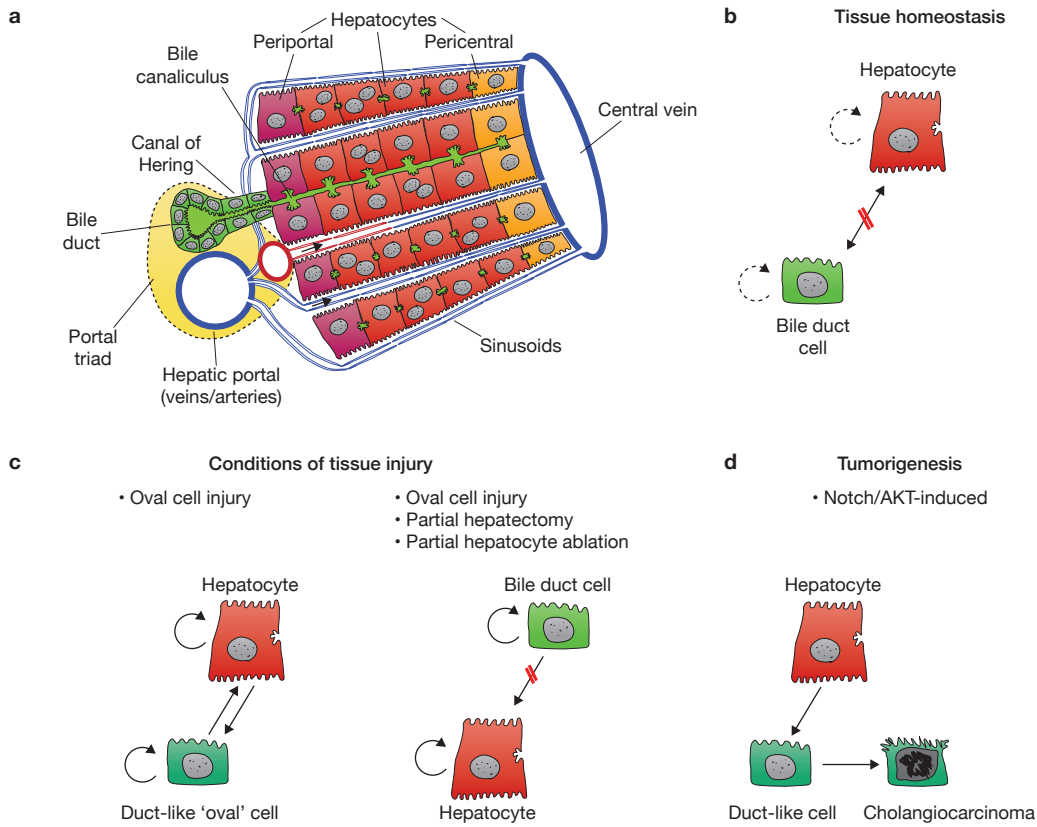 a
Hepatocytes
Periportal
Pericentral
Bile
canaliculus
Central vein
Canal of
Hering
Bile
duct
Portal
triad
Hepatic portal
(veins/arteries)
Sinusoids
b
Tissue homeostasis
Hepatocyte
Bile duct
cell
c
Conditions of tissue injury
• Oval cell injury
• Oval cell injury
• Partial hepatectomy
• Partial hepatocyte ablation
Hepatocyte
Duct-like ‘oval’ cell
Bile duct cell
Hepatocyte
d
Tumorigenesis
• Notch/AKT-induced
Hepatocyte
Duct-like cell
Cholangiocarcinoma